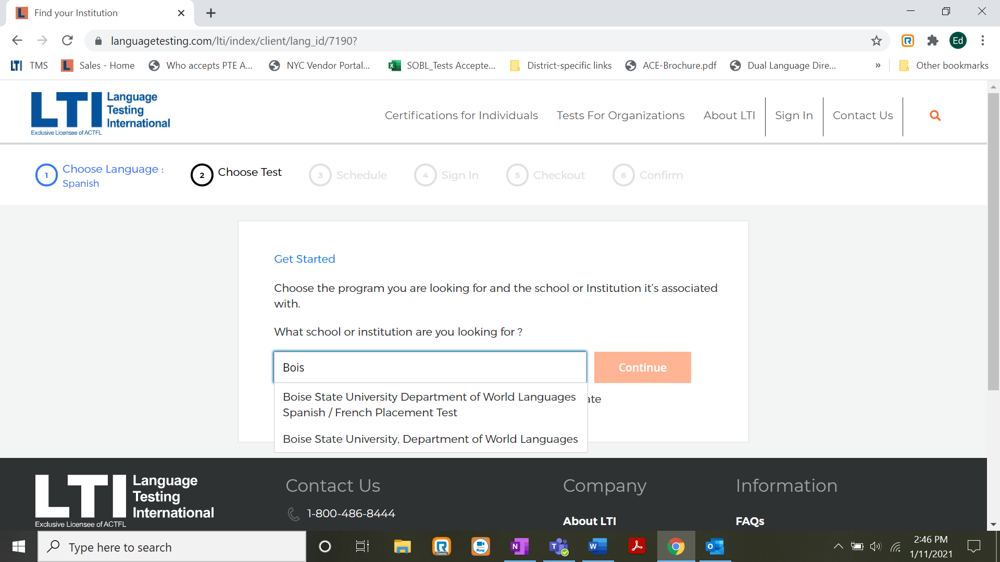 Find your Institution
languagetesting.com/lti/index/client/lang_id/7190?
Ed
LTI TMS
L Sales - Home
Who accepts PTE A...
NYC Vendor Portal...
SOBL_Tests Accepte...
District-specific links
ACE-Brochure.pdf
Dual Language Dire...
»
Other bookmarks
LTI Language
Testing
International
Exclusive Licensee of ACTFL
Certifications for Individuals
Tests For Organizations
About LTI
Sign In
Contact Us
1 Choose Language :
Spanish
2 Choose Test
3 Schedule
4 Sign In
5 Checkout
6 Confirm
Get Started
Choose the program you are looking for and the school or Institution it's associated
with.
What school or institution are you looking for ?
Bois
Continue
Boise State University Department of World Languages
Spanish / French Placement Test
ate
Boise State University, Department of World Languages
LTI Language
Testing
International
Exclusive Licensee of ACTFL
Contact Us
1-800-486-8444
Company
About LTI
Information
FAQs
Type here to search
Classic
Ring
N
T
W
O
2:46 PM
1/11/2021